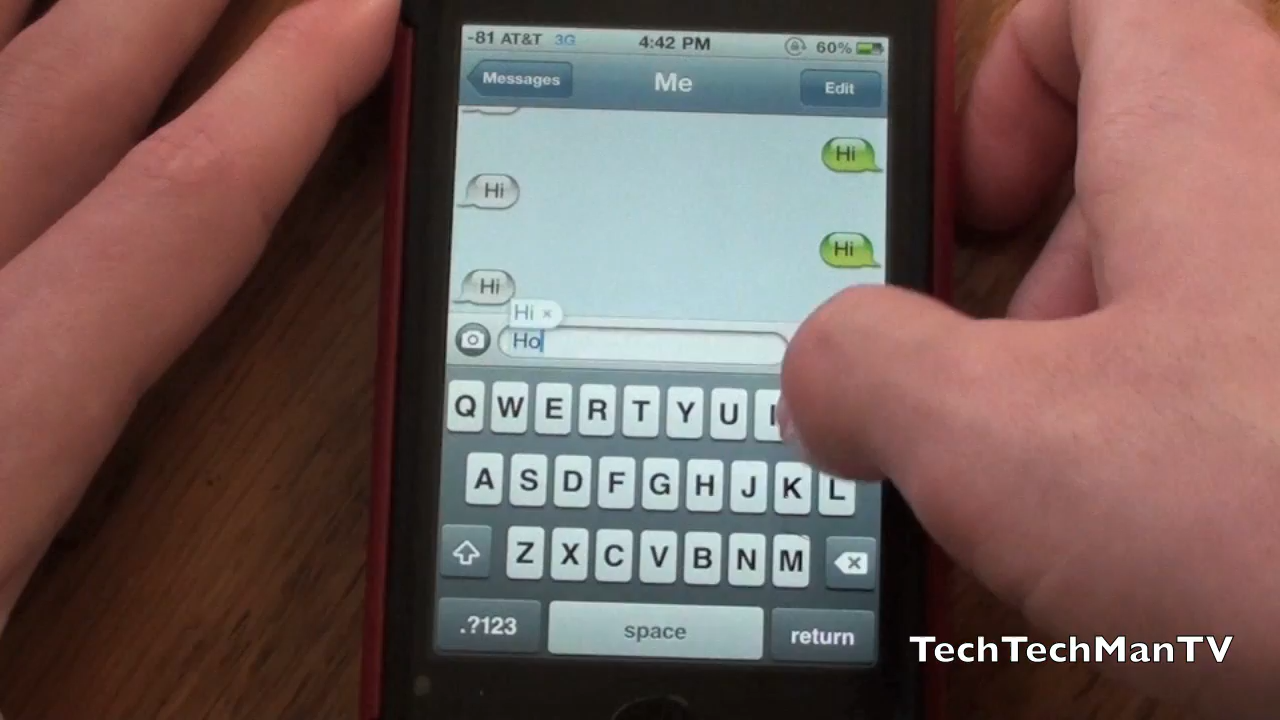 -81 AT&T 3G 4:42 PM 60%
Messages Me Edit
Hi
Hi
Hi
Hi
Hi ×
Ho
Q W E R T Y U I
A S D F G H J K L
Z X C V B N M
.?123 space return
TechTechManTV